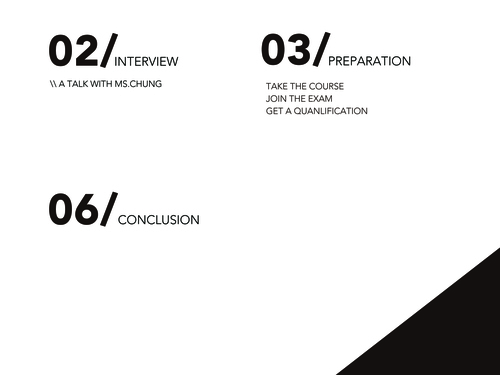 02/INTERVIEW
\\ A TALK WITH MS.CHUNG
03/PREPARATION
TAKE THE COURSE
JOIN THE EXAM
GET A QUANLIFICATION
06/CONCLUSION